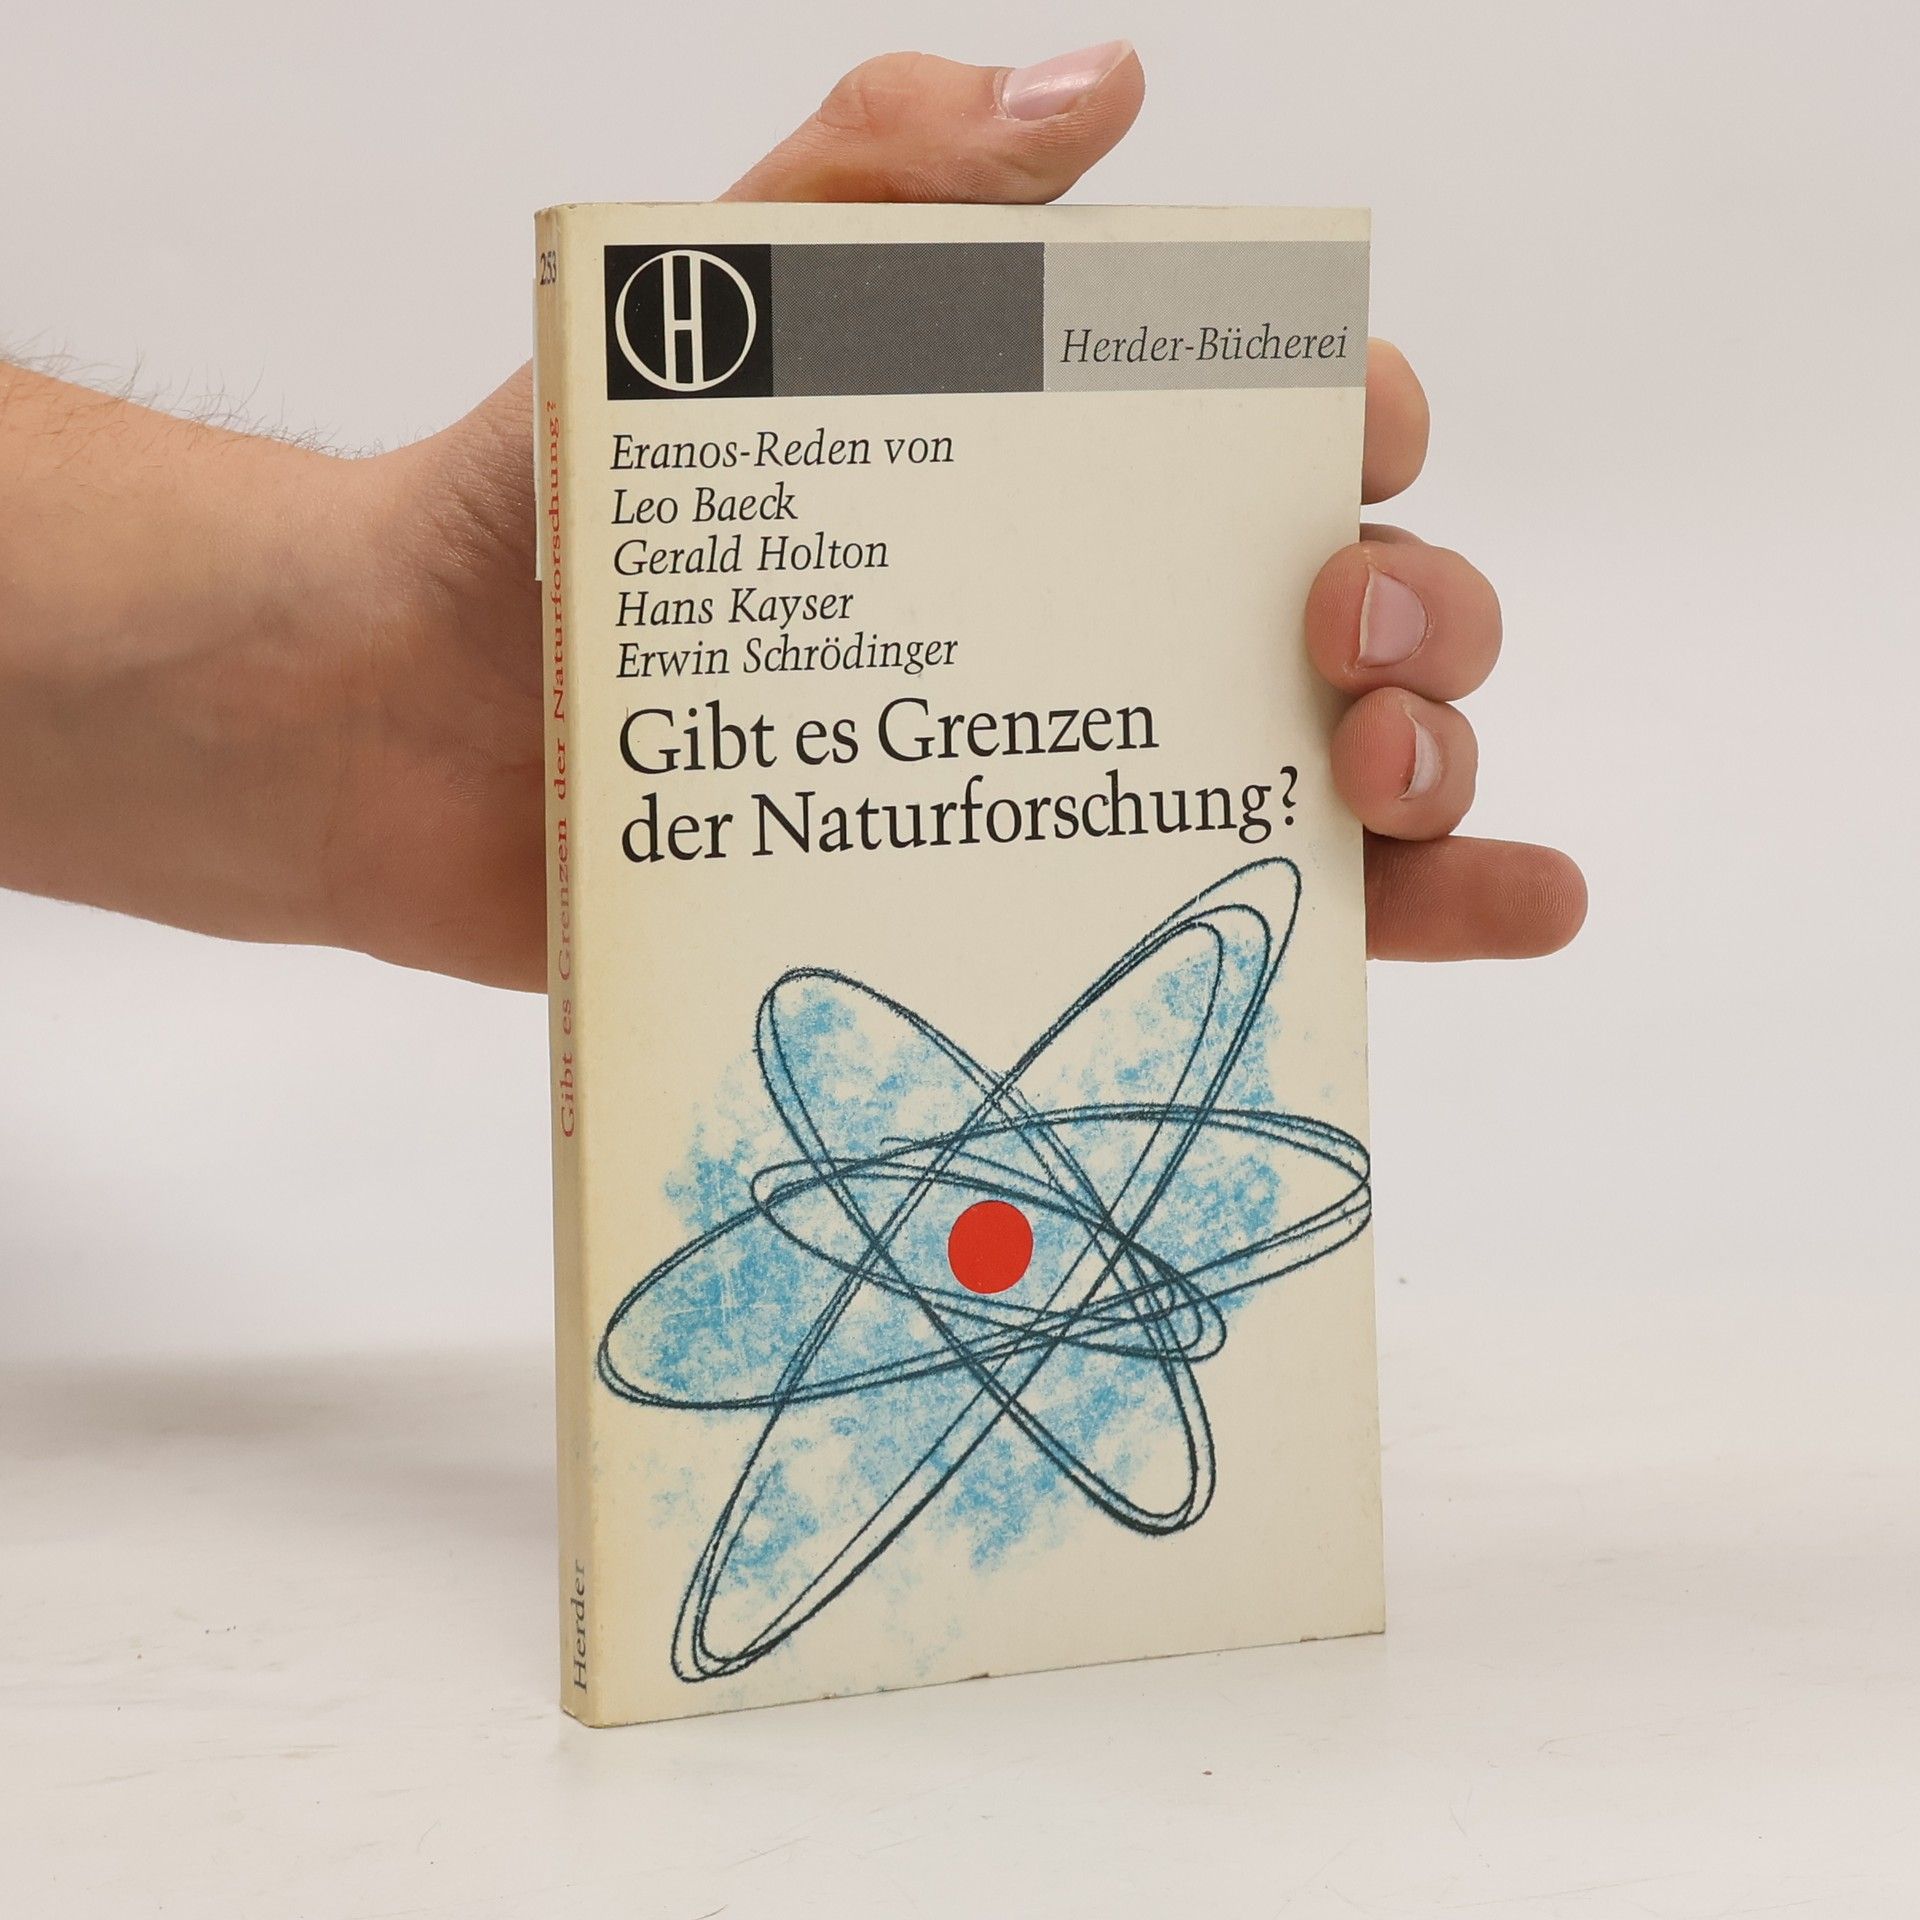 253
Gibt es Grenzen der Naturforschung?
Herder
H
Herder-Bücherei
Eranos-Reden von
Leo Baeck
Gerald Holton
Hans Kayser
Erwin Schrödinger
Gibt es Grenzen
der Naturforschung?